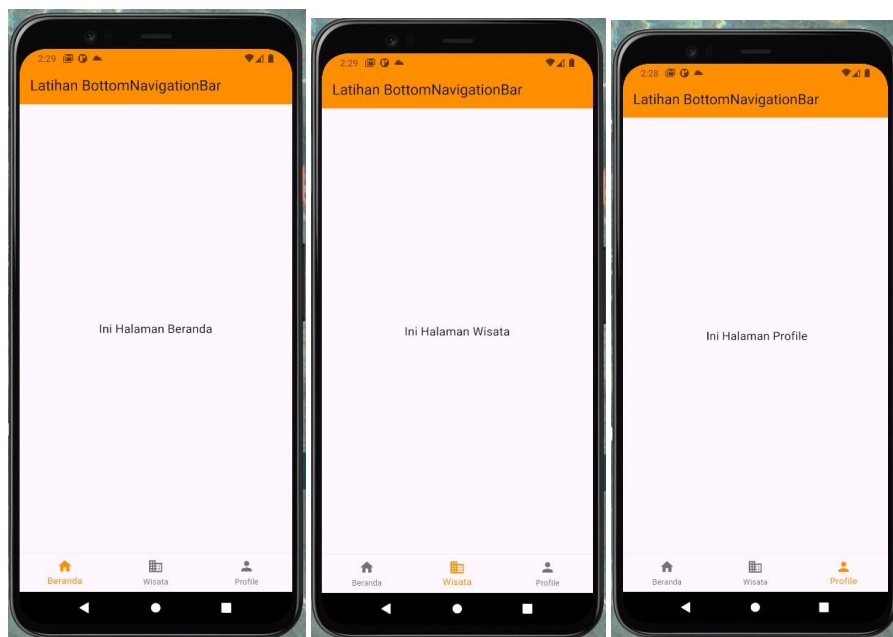 2:29
Latihan BottomNavigationBar
Ini Halaman Beranda
Beranda Wisata Profile
2:29
Latihan BottomNavigationBar
Ini Halaman Wisata
Beranda Wisata Profile
2:28
Latihan BottomNavigationBar
Ini Halaman Profile
Beranda Wisata Profile